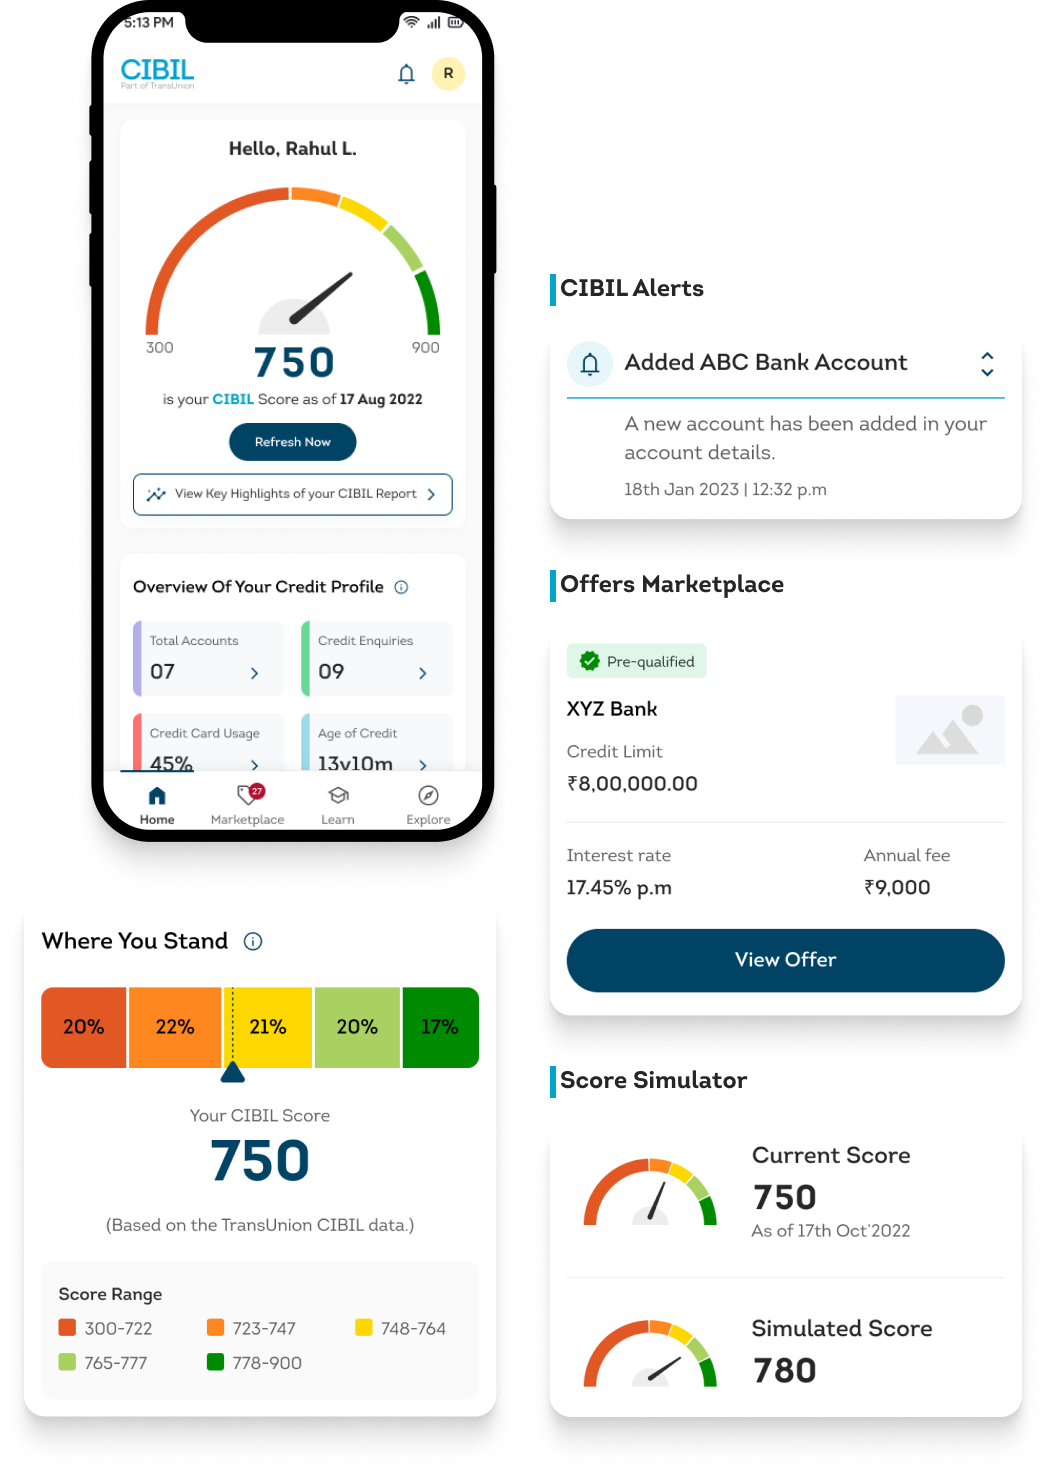 5:13 PM
CIBIL
Part of TransUnion
R
Hello, Rahul L.
300
900
750
is your CIBIL Score as of 17 Aug 2022
Refresh Now
View Key Highlights of your CIBIL Report
Overview Of Your Credit Profile
Total Accounts
07
Credit Enquiries
09
Credit Card Usage
45%
Age of Credit
13y10m
27
Home
Marketplace
Learn
Explore
Where You Stand
20%
22%
21%
20%
17%
Your CIBIL Score
750
(Based on the TransUnion CIBIL data.)
Score Range
300-722
723-747
748-764
765-777
778-900
CIBIL Alerts
Added ABC Bank Account
A new account has been added in your
account details.
18th Jan 2023 | 12:32 p.m
Offers Marketplace
Pre-qualified
XYZ Bank
Credit Limit
₹8,00,000.00
Interest rate
17.45% p.m
Annual fee
₹9,000
View Offer
Score Simulator
Current Score
750
As of 17th Oct'2022
Simulated Score
780